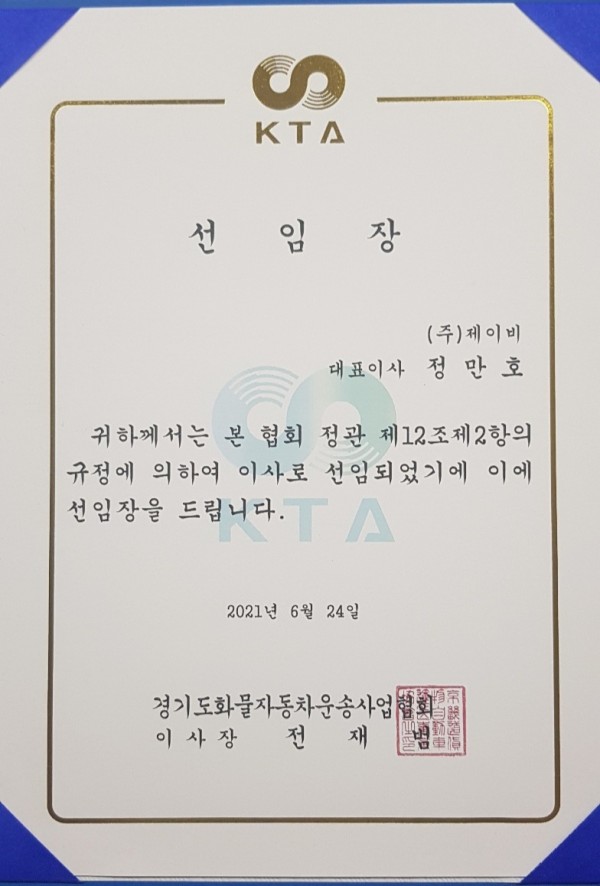 KTA
선 임 장
(주)제이비
대표이사 정 만 호
귀하께서는 본 협회 정관 제12조제2항의
규정에 의하여 이사로 선임되었기에 이에
선임장을 드립니다.
KTA
2021년 6월 24일
경기도화물자동차운송사업협회
이 사 장 전 재 범